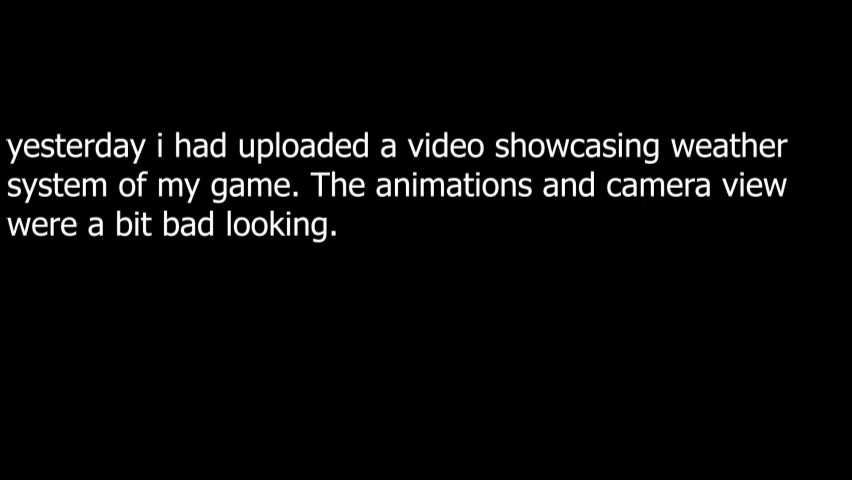 yesterday i had uploaded a video showcasing weather
system of my game. The animations and camera view
were a bit bad looking.